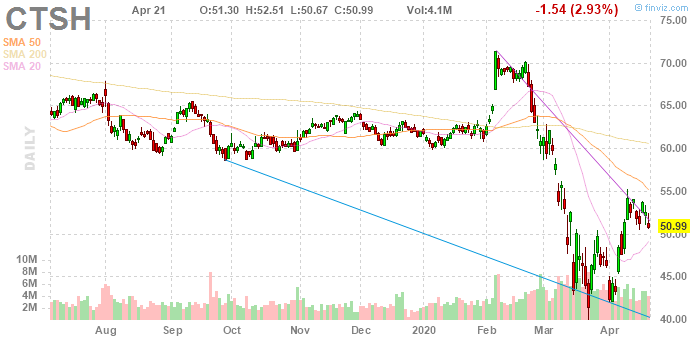 CTSH
Apr 21 O:51.30 H:52.51 L:50.67 C:50.99 Vol:4.1M -1.54 (2.93%)
© finviz.com
SMA 50
SMA 200
SMA 20
DAILY
75.00
70.00
65.00
60.00
55.00
50.99
50.00
45.00
40.00
10M
8M
6M
4M
2M
Aug Sep Oct Nov Dec 2020 Feb Mar Apr